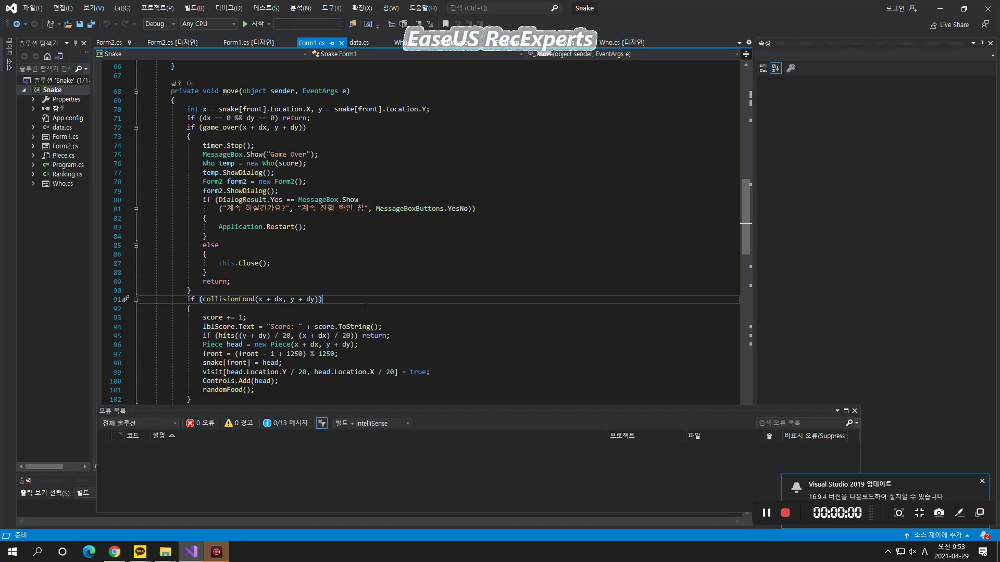 파일(F) 편집(E) 보기(V) Git(G) 프로젝트(P) 빌드(B) 디버그(D) 테스트(S) 분석(N) 도구(T) 확장(X) 창(W) 도움말(H) 검색 (Ctrl+Q) Snake 로그인
Debug Any CPU 시작 Live Share
EaseUS RecExperts
데이터 소스
솔루션 탐색기
Form2.cs Form2.cs [디자인] Form1.cs [디자인] Form1.cs data.cs Who.cs [디자인]
속성
Snake Snake.Form1 move(object sender, EventArgs e)
솔루션 탐색기 검색
솔루션 'Snake' (1/1
Snake
Properties
참조
App.config
data.cs
Form1.cs
Form2.cs
Piece.cs
Program.cs
Ranking.cs
Who.cs
66 }
67
참조 1개
68 private void move(object sender, EventArgs e)
69 {
70 int x = snake[front].Location.X, y = snake[front].Location.Y;
71 if (dx == 0 && dy == 0) return;
72 if (game_over(x + dx, y + dy))
73 {
74 timer.Stop();
75 MessageBox.Show("Game Over");
76 Who temp = new Who(score);
77 temp.ShowDialog();
78 Form2 form2 = new Form2();
79 form2.ShowDialog();
80 if (DialogResult.Yes == MessageBox.Show
81 ("계속 하실건가요?", "계속 진행 확인 창", MessageBoxButtons.YesNo))
82 {
83 Application.Restart();
84 }
85 else
86 {
87 this.Close();
88 }
89 return;
90 }
91 if (collisionFood(x + dx, y + dy))
92 {
93 score += 1;
94 lblScore.Text = "Score: " + score.ToString();
95 if (hits((y + dy) / 20, (x + dx) / 20)) return;
96 Piece head = new Piece(x + dx, y + dy);
97 front = (front - 1 + 1250) % 1250;
98 snake[front] = head;
99 visit[head.Location.Y / 20, head.Location.X / 20] = true;
100 Controls.Add(head);
101 randomFood();
102 }
오류 목록
전체 솔루션 0 오류 0 경고 0/13 메시지 빌드 + IntelliSense 검색 오류 목록
코드 설명 프로젝트 파일 줄 비표시 오류(Suppress
출력
출력 보기 선택(S): 빌드
Visual Studio 2019 업데이트
16.9.4 버전을 다운로드하여 설치할 수 있습니다.
00:00:00
준비 소스 제어에 추가 2
TALK
A 오전 9:53
2021-04-29